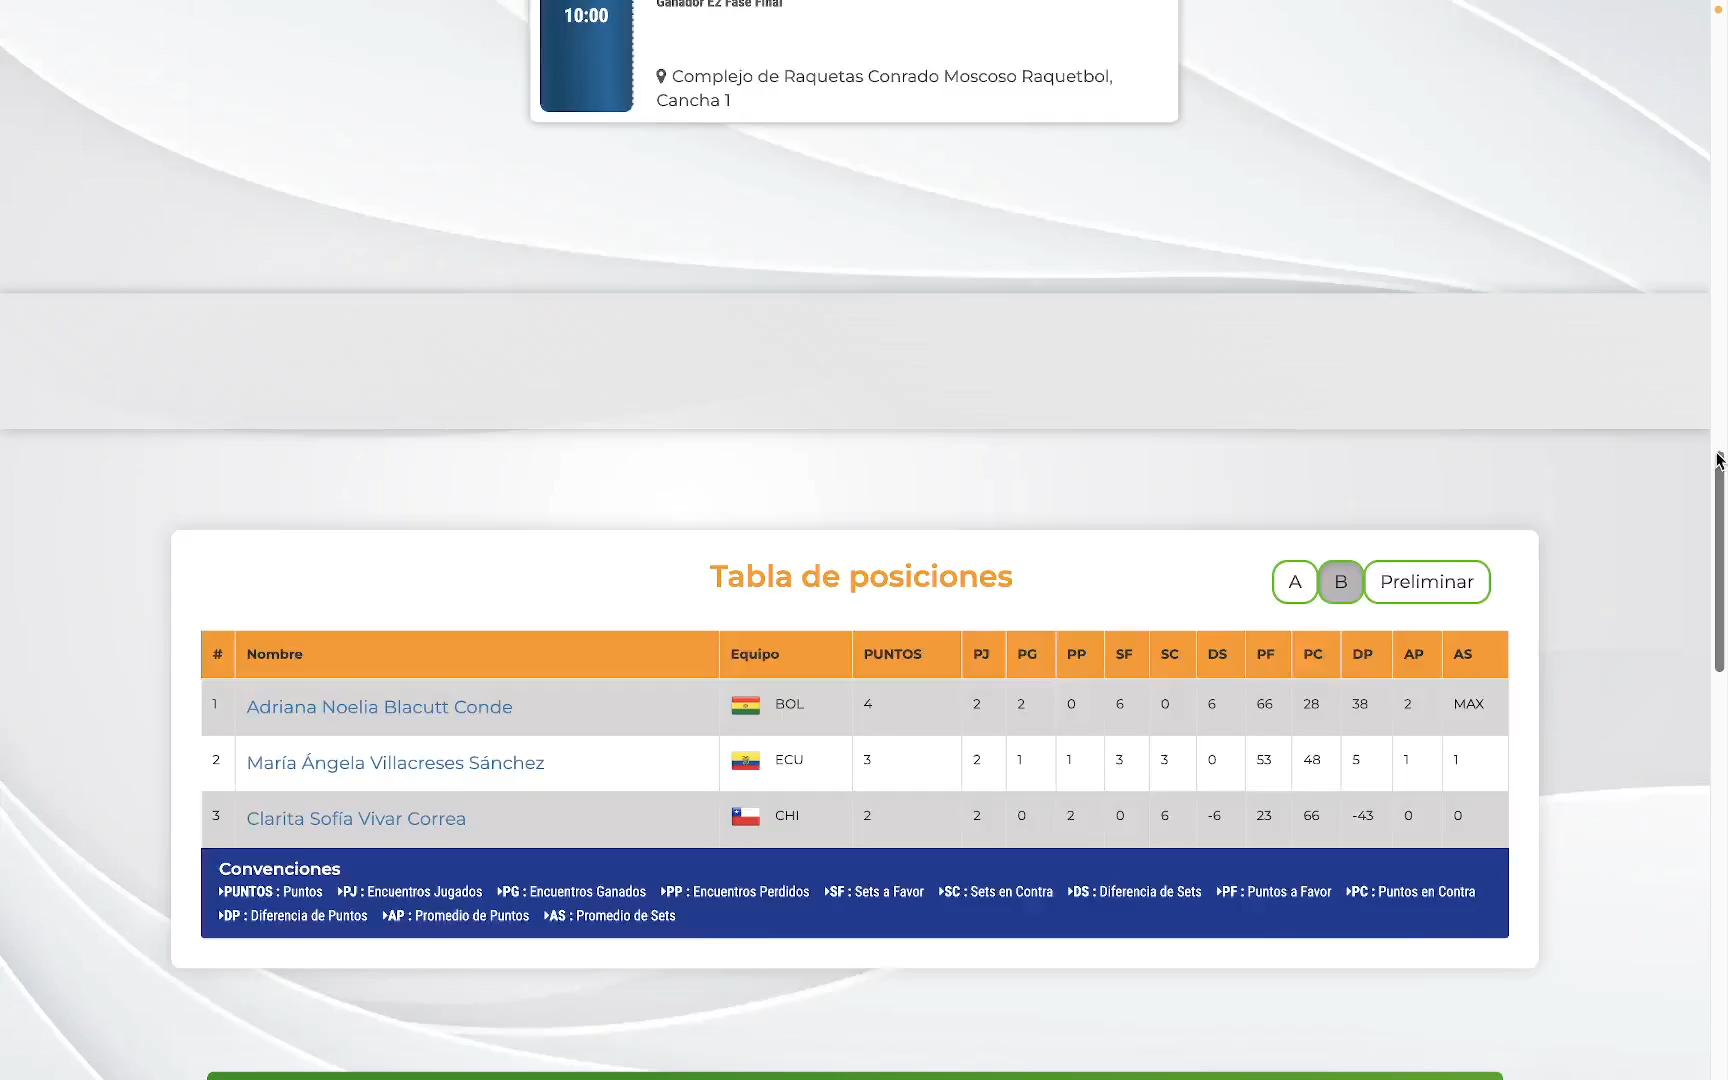 Ganador E2 Fase Final
10:00
Complejo de Raquetas Conrado Moscoso Raquetbol,
Cancha 1
Tabla de posiciones
A B Preliminar
# Nombre Equipo PUNTOS PJ PG PP SF SC DS PF PC DP AP AS
1 Adriana Noelia Blacutt Conde BOL 4 2 2 0 6 0 6 66 28 38 2 MAX
2 María Ángela Villacreses Sánchez ECU 3 2 1 1 3 3 0 53 48 5 1 1
3 Clarita Sofía Vivar Correa CHI 2 2 0 2 0 6 -6 23 66 -43 0 0
Convenciones
PUNTOS : Puntos PJ : Encuentros Jugados PG : Encuentros Ganados PP : Encuentros Perdidos SF : Sets a Favor SC : Sets en Contra DS : Diferencia de Sets PF : Puntos a Favor PC : Puntos en Contra
DP : Diferencia de Puntos AP : Promedio de Puntos AS : Promedio de Sets